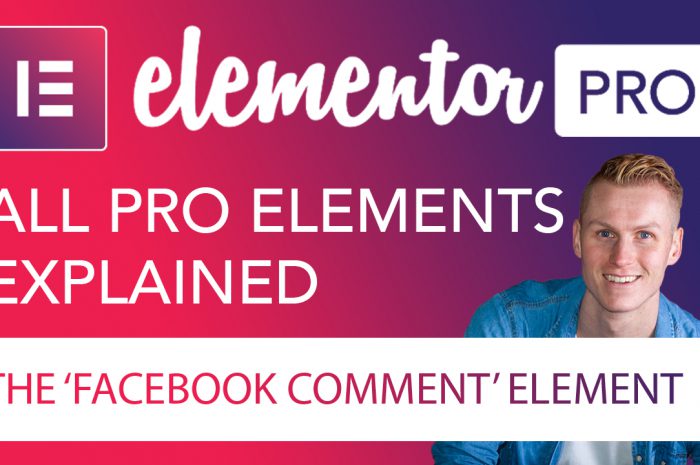 elementor PRO
ALL PRO ELEMENTS
EXPLAINED
THE ‘FACEBOOK COMMENT’ ELEMENT